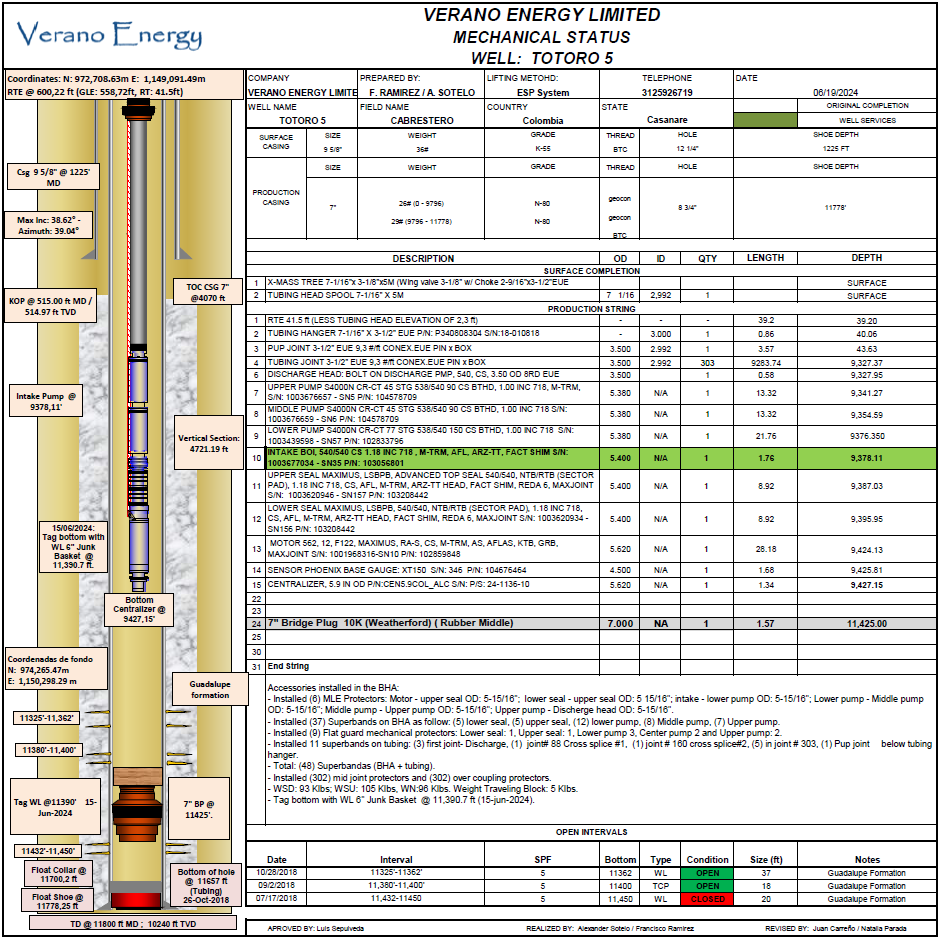 Verano Energy
VERANO ENERGY LIMITED
MECHANICAL STATUS
WELL: TOTORO 5
Coordinates: N: 972,708.63m E: 1,149,091.49m
RTE @ 600,22 ft (GLE: 558,72ft, RT: 41.5ft)
COMPANY PREPARED BY: LIFTING METOHD: TELEPHONE DATE
VERANO ENERGY LIMITE F. RAMIREZ / A. SOTELO ESP System 3125926719 06/19/2024
WELL NAME FIELD NAME COUNTRY STATE ORIGINAL COMPLETION
TOTORO 5 CABRESTERO Colombia Casanare WELL SERVICES
SURFACE CASING SIZE WEIGHT GRADE THREAD HOLE SHOE DEPTH
9 5/8" 36# K-55 BTC 12 1/4" 1225 FT
PRODUCTION CASING SIZE WEIGHT GRADE THREAD HOLE SHOE DEPTH
7" 26# (0 - 9796) N-80 geocon 8 3/4" 11778'
29# (9796 - 11778) N-80 geocon
BTC
DESCRIPTION OD ID QTY LENGTH DEPTH
SURFACE COMPLETION
1 X-MASS TREE 7-1/16"x 3-1/8"x5M (Wing valve 3-1/8" w/ Choke 2-9/16"x3-1/2"EUE SURFACE
2 TUBING HEAD SPOOL 7-1/16" X 5M 7 1/16 2,992 1 SURFACE
PRODUCTION STRING
1 RTE 41.5 ft (LESS TUBING HEAD ELEVATION OF 2,3 ft) - - - 39.2 39.20
2 TUBING HANGER 7-1/16" X 3-1/2" EUE P/N: P340808304 S/N:18-010818 - 3.000 1 0.86 40.06
3 PUP JOINT 3-1/2" EUE 9,3 #/ft CONEX.EUE PIN x BOX 3.500 2.992 1 3.57 43.63
4 TUBING JOINT 3-1/2" EUE 9,3 #/ft CONEX.EUE PIN x BOX 3.500 2.992 303 9283.74 9,327.37
6 DISCHARGE HEAD: BOLT ON DISCHARGE PMP, 540, CS, 3.50 OD 8RD EUE 3.500 1 0.58 9,327.95
7 UPPER PUMP S4000N CR-CT 45 STG 538/540 90 CS BTHD, 1.00 INC 718, M-TRM,
S/N: 1003676657 - SN5 P/N: 104578709 5.380 N/A 1 13.32 9,341.27
8 MIDDLE PUMP S4000N CR-CT 45 STG 538/540 90 CS BTHD, 1.00 INC 718 S/N:
1003676659 - SN6 P/N: 104578709 5.380 N/A 1 13.32 9,354.59
9 LOWER PUMP S4000N CR-CT 77 STG 538/540 150 CS BTHD, 1.00 INC 718 S/N:
1003439598 - SN57 P/N: 102833796 5.380 N/A 1 21.76 9376.350
10 INTAKE BOI, 540/540 CS 1.18 INC 718 , M-TRM, AFL, ARZ-TT, FACT SHIM S/N:
1003677034 - SN35 P/N: 103056801 5.400 N/A 1 1.76 9,378.11
11 UPPER SEAL MAXIMUS, LSBPB, ADVANCED TOP SEAL 540/540, NTB/RTB (SECTOR
PAD), 1.18 INC 718, CS, AFL, M-TRM, ARZ-TT HEAD, FACT SHIM, REDA 6, MAXJOINT
S/N: 1003620946 - SN157 P/N: 103208442 5.400 N/A 1 8.92 9,387.03
12 LOWER SEAL MAXIMUS, LSBPB, 540/540, NTB/RTB (SECTOR PAD), 1.18 INC 718,
CS, AFL, M-TRM, ARZ-TT HEAD, FACT SHIM, REDA 6, MAXJOINT S/N: 1003620934 -
SN156 P/N: 103208442 5.400 N/A 1 8.92 9,395.95
13 MOTOR 562, 12, F122, MAXIMUS, RA-S, CS, M-TRM, AS, AFLAS, KTB, GRB,
MAXJOINT S/N: 1001968316-SN10 P/N: 102859848 5.620 N/A 1 28.18 9,424.13
14 SENSOR PHOENIX BASE GAUGE: XT150 S/N: 346 P/N: 104676464 4.500 N/A 1 1.68 9,425.81
15 CENTRALIZER, 5.9 IN OD P/N:CEN5.9COL_ALC S/N: P/S: 24-1136-10 5.620 N/A 1 1.34 9,427.15
22
23
24 7" Bridge Plug 10K (Weatherford) ( Rubber Middle) 7.000 NA 1 1.57 11,425.00
25
30
31 End String
Accessories installed in the BHA:
- Installed (6) MLE Protectors: Motor - upper seal OD: 5-15/16"; lower seal - upper seal OD: 5 15/16"; intake - lower pump OD: 5-15/16"; Lower pump - Middle pump
OD: 5-15/16"; Middle pump - Upper pump OD: 5-15/16"; Upper pump - Discherge head OD: 5-15/16".
- Installed (37) Superbands on BHA as follow: (5) lower seal, (5) upper seal, (12) lower pump, (8) Middle pump, (7) Upper pump.
- Installed (9) Flat guard mechanical protectors: Lower seal: 1, Upper seal: 1, Lower pump 3, Center pump 2 and Upper pump: 2.
- Installed 11 superbands on tubing: (3) first joint- Discharge, (1) joint# 88 Cross splice #1, (1) joint # 160 cross splice#2, (5) in joint # 303, (1) Pup joint below tubing
hanger.
- Total: (48) Superbandas (BHA + tubing).
- Installed (302) mid joint protectors and (302) over coupling protectors.
- WSD: 93 Klbs; WSU: 105 Klbs, WN:96 Klbs. Weight Traveling Block: 5 Klbs.
- Tag bottom with WL 6" Junk Basket @ 11,390.7 ft (15-jun-2024).
OPEN INTERVALS
Date Interval SPF Bottom Type Condition Size (ft) Notes
10/28/2018 11325'-11362' 5 11362 WL OPEN 37 Guadalupe Formation
09/2/2018 11,380'-11,400' 5 11400 TCP OPEN 18 Guadalupe Formation
07/17/2018 11,432-11450 5 11,450 WL CLOSED 20 Guadalupe Formation
APROVED BY: Luis Sepulveda REALIZED BY: Alexander Sotelo / Francisco Ramirez REVISED BY: Juan Carreño / Natalia Parada
Csg 9 5/8" @ 1225'
MD
Max Inc: 38.62° -
Azimuth: 39.04°
TOC CSG 7"
@4070 ft
KOP @ 515.00 ft MD /
514.97 ft TVD
Intake Pump @
9378,11'
Vertical Section:
4721.19 ft
15/06/2024:
Tag bottom with
WL 6" Junk
Basket @
11,390.7 ft.
Bottom
Centralizer @
9427,15'
Coordenadas de fondo
N: 974,265.47m
E: 1,150,298.29 m
Guadalupe
formation
11325'-11,362'
11380'-11,400'
Tag WL @11390' 15-
Jun-2024
7" BP @
11425'.
11432'-11,450'
Float Collar @
11700,2 ft
Float Shoe @
11778,25 ft
Bottom of hole
@ 11657 ft
(Tubing)
26-Oct-2018
TD @ 11800 ft MD ; 10240 ft TVD